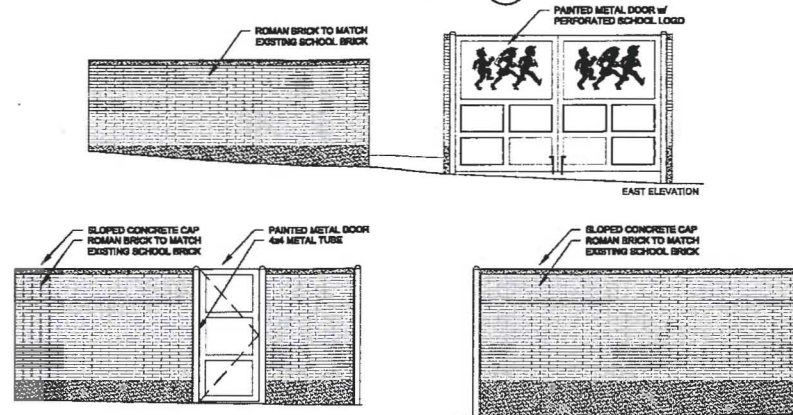 PAINTED METAL DOOR w/
PERFORATED SCHOOL LOGO
ROMAN BRICK TO MATCH
EXISTING SCHOOL BRICK
EAST ELEVATION
SLOPED CONCRETE CAP
ROMAN BRICK TO MATCH
EXISTING SCHOOL BRICK
PAINTED METAL DOOR
4x4 METAL TUBE
SLOPED CONCRETE CAP
ROMAN BRICK TO MATCH
EXISTING SCHOOL BRICK